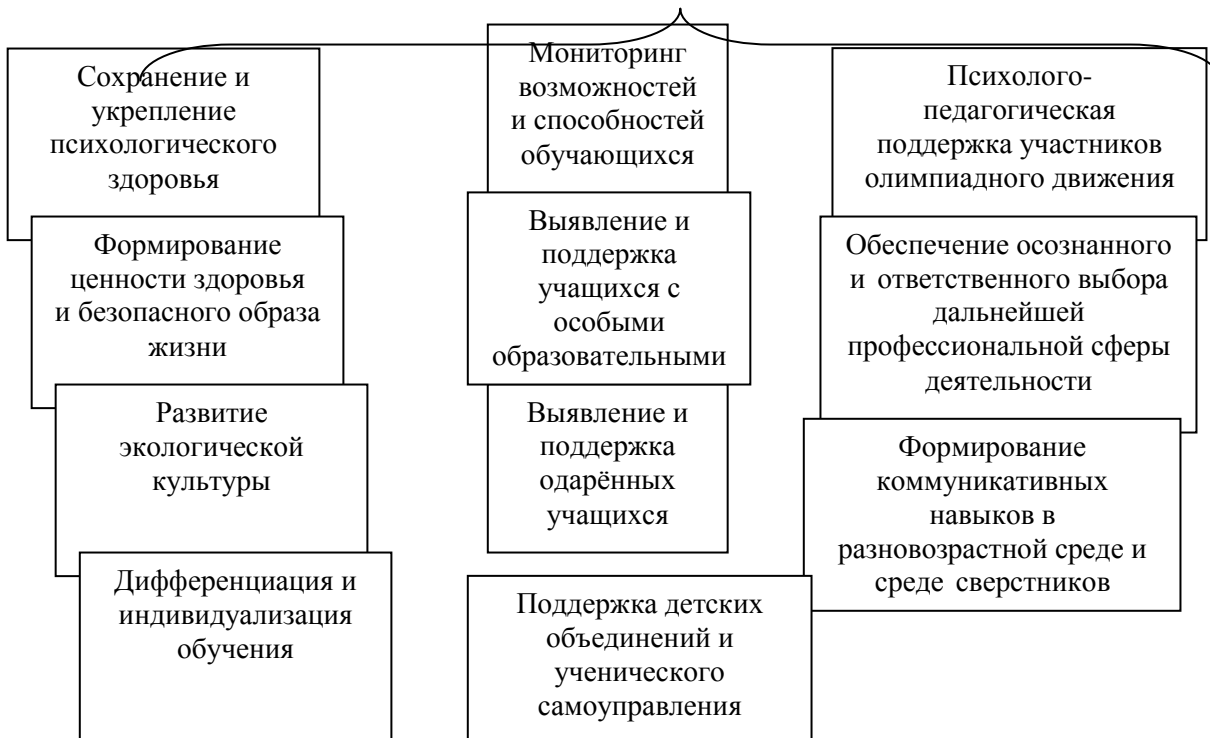 Сохранение и
укрепление
психологического
здоровья
Формирование
ценности здоровья
и безопасного образа
жизни
Развитие
экологической
культуры
Дифференциация и
индивидуализация
обучения
Мониторинг
возможностей
и способностей
обучающихся
Выявление и
поддержка
учащихся с
особыми
образовательными
Выявление и
поддержка
одарённых
учащихся
Поддержка детских
объединений и
ученического
самоуправления
Психолого-
педагогическая
поддержка участников
олимпиадного движения
Обеспечение осознанного
и ответственного выбора
дальнейшей
профессиональной сферы
деятельности
Формирование
коммуникативных
навыков в
разновозрастной среде и
среде сверстников